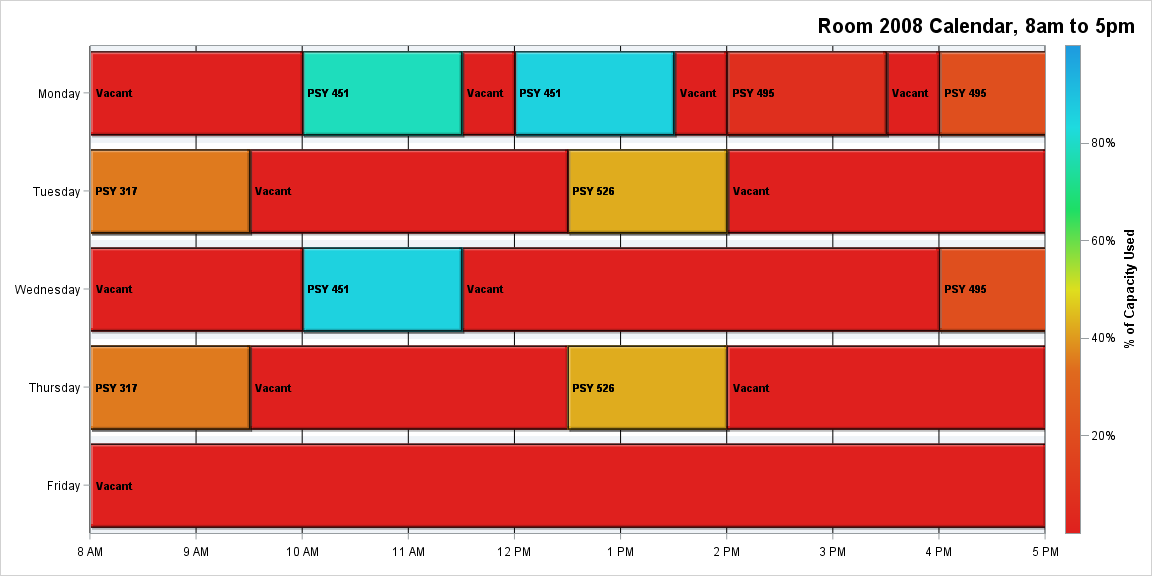 Room 2008 Calendar, 8am to 5pm
Monday Vacant PSY 451 Vacant PSY 451 Vacant PSY 495 Vacant PSY 495
80%
Tuesday PSY 317 Vacant PSY 526 Vacant
60%
% of Capacity Used
Wednesday Vacant PSY 451 Vacant PSY 495
40%
Thursday PSY 317 Vacant PSY 526 Vacant
20%
Friday Vacant
8 AM 9 AM 10 AM 11 AM 12 PM 1 PM 2 PM 3 PM 4 PM 5 PM